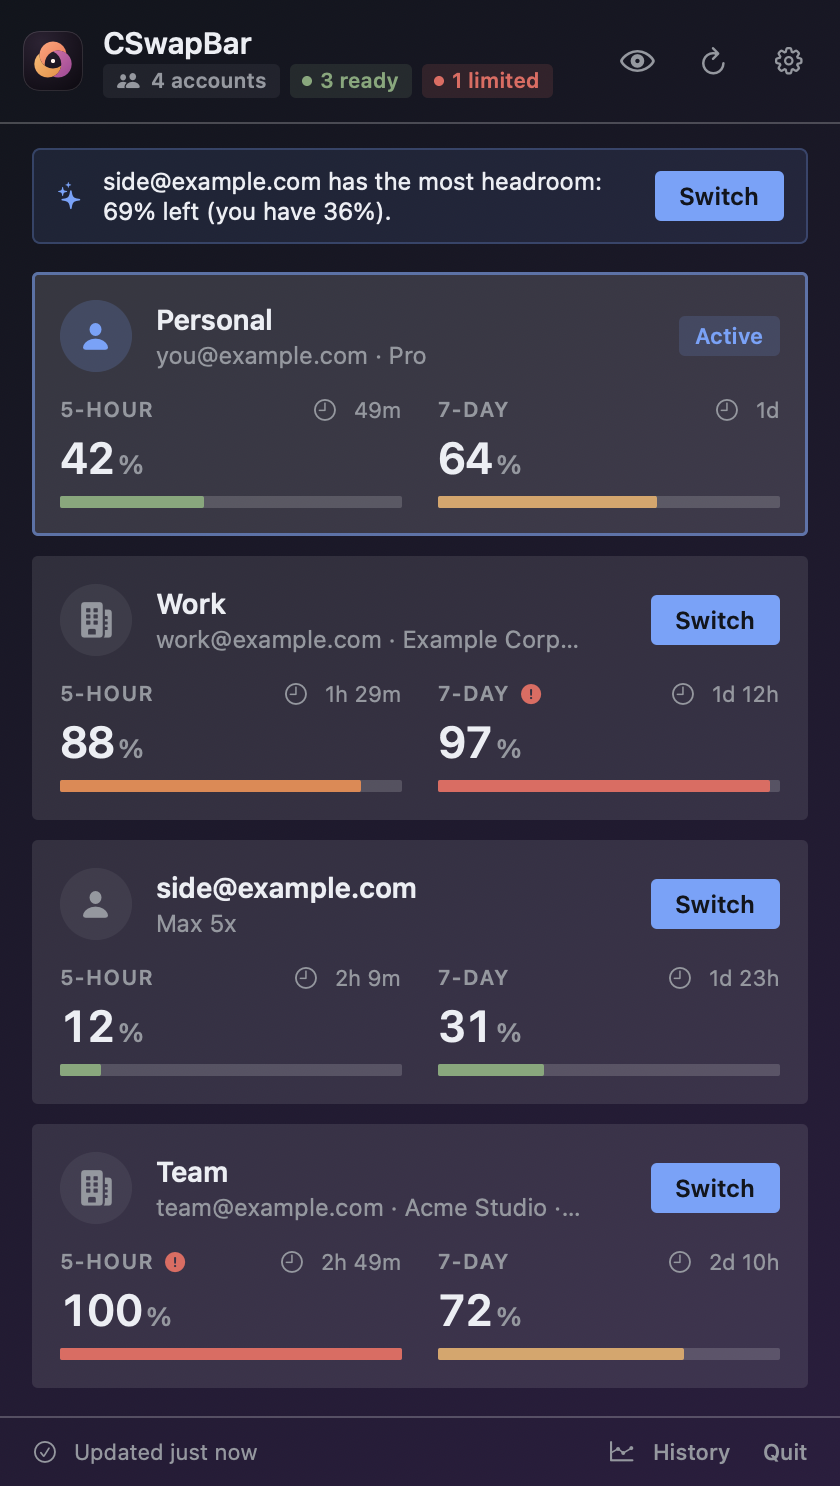 CSwapBar
4 accounts
3 ready
1 limited
side@example.com has the most headroom:
69% left (you have 36%).
Switch
Personal
you@example.com · Pro
Active
5-HOUR
49m
7-DAY
1d
42%
64%
Work
work@example.com · Example Corp...
Switch
5-HOUR
1h 29m
7-DAY
!
1d 12h
88%
97%
side@example.com
Max 5x
Switch
5-HOUR
2h 9m
7-DAY
1d 23h
12%
31%
Team
team@example.com · Acme Studio ·...
Switch
5-HOUR
!
2h 49m
7-DAY
2d 10h
100%
72%
Updated just now
History
Quit